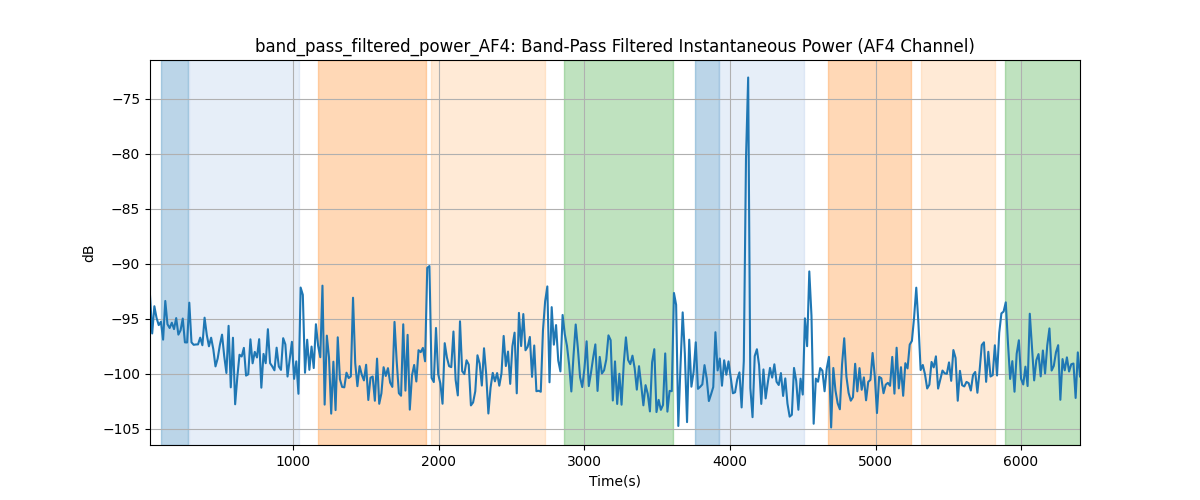 band_pass_filtered_power_AF4: Band-Pass Filtered Instantaneous Power (AF4 Channel)
−75
−80
−85
−90
−95
−100
−105
dB
1000 2000 3000 4000 5000 6000
Time(s)